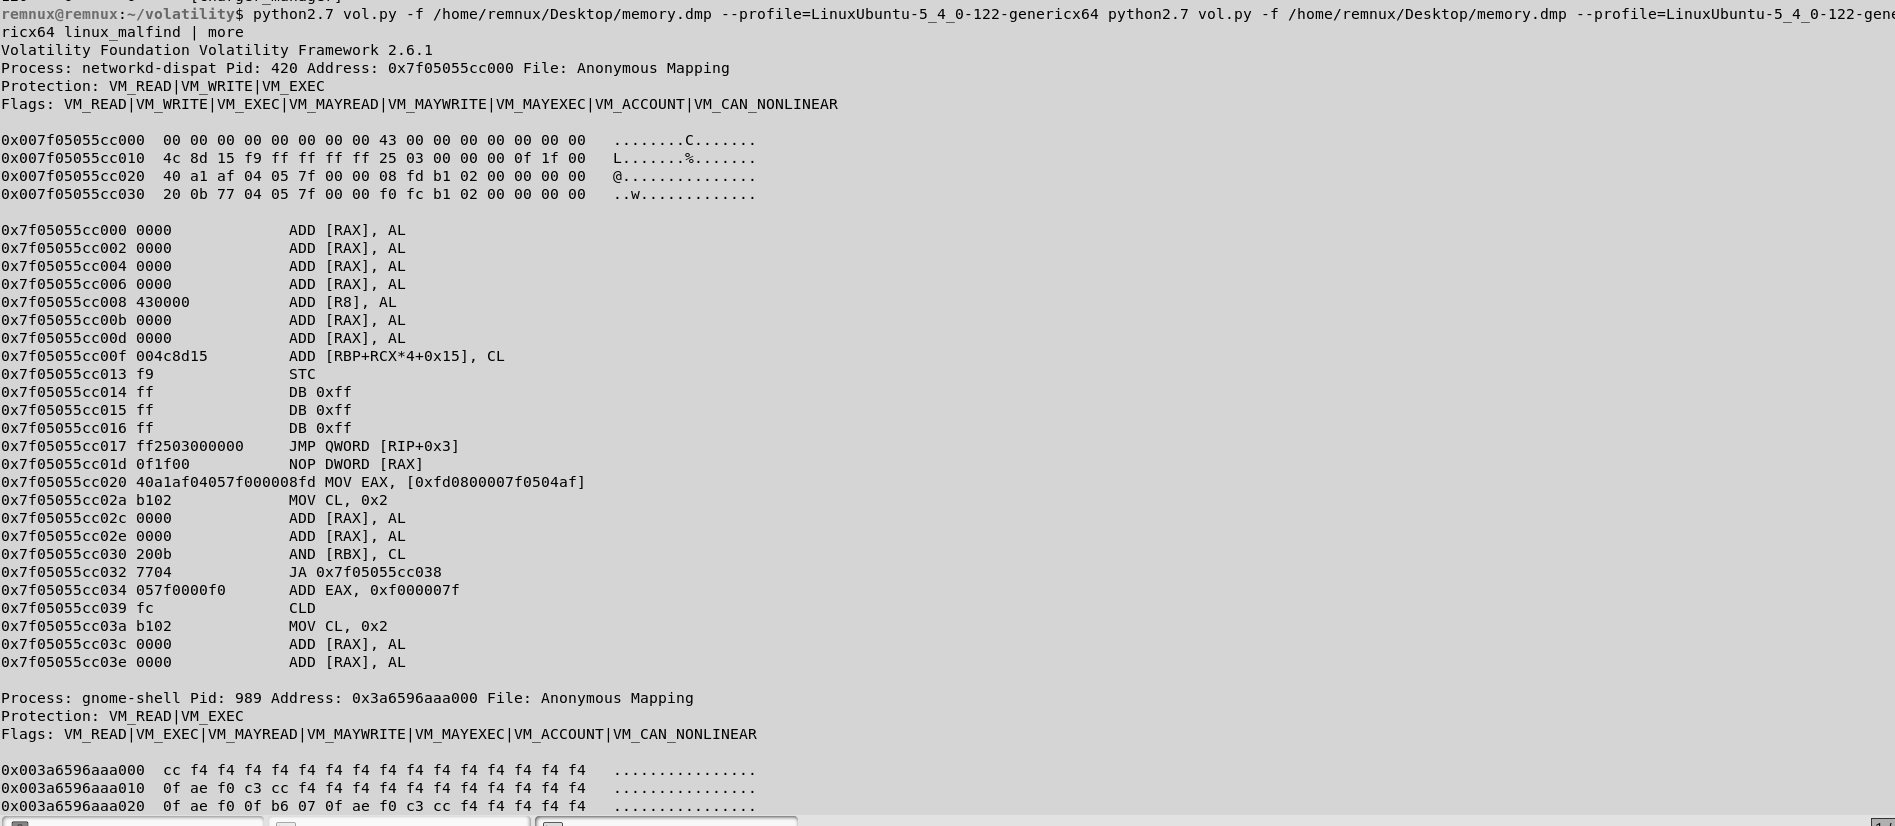 remnux@remnux:~/volatility$ python2.7 vol.py -f /home/remnux/Desktop/memory.dmp --profile=LinuxUbuntu-5_4_0-122-genericx64 python2.7 vol.py -f /home/remnux/Desktop/memory.dmp --profile=LinuxUbuntu-5_4_0-122-gene
ricx64 linux_malfind | more
Volatility Foundation Volatility Framework 2.6.1
Process: networkd-dispat Pid: 420 Address: 0x7f05055cc000 File: Anonymous Mapping
Protection: VM_READ|VM_WRITE|VM_EXEC
Flags: VM_READ|VM_WRITE|VM_EXEC|VM_MAYREAD|VM_MAYWRITE|VM_MAYEXEC|VM_ACCOUNT|VM_CAN_NONLINEAR
0x007f05055cc000  00 00 00 00 00 00 00 00 43 00 00 00 00 00 00 00   ........C.......
0x007f05055cc010  4c 8d 15 f9 ff ff ff ff 25 03 00 00 00 0f 1f 00   L.......%.......
0x007f05055cc020  40 a1 af 04 05 7f 00 00 08 fd b1 02 00 00 00 00   @...............
0x007f05055cc030  20 0b 77 04 05 7f 00 00 f0 fc b1 02 00 00 00 00   ..w.............
0x7f05055cc000 0000             ADD [RAX], AL
0x7f05055cc002 0000             ADD [RAX], AL
0x7f05055cc004 0000             ADD [RAX], AL
0x7f05055cc006 0000             ADD [RAX], AL
0x7f05055cc008 430000           ADD [R8], AL
0x7f05055cc00b 0000             ADD [RAX], AL
0x7f05055cc00d 0000             ADD [RAX], AL
0x7f05055cc00f 004c8d15         ADD [RBP+RCX*4+0x15], CL
0x7f05055cc013 f9               STC
0x7f05055cc014 ff               DB 0xff
0x7f05055cc015 ff               DB 0xff
0x7f05055cc016 ff               DB 0xff
0x7f05055cc017 ff2503000000     JMP QWORD [RIP+0x3]
0x7f05055cc01d 0f1f00           NOP DWORD [RAX]
0x7f05055cc020 40a1af04057f000008fd MOV EAX, [0xfd0800007f0504af]
0x7f05055cc02a b102             MOV CL, 0x2
0x7f05055cc02c 0000             ADD [RAX], AL
0x7f05055cc02e 0000             ADD [RAX], AL
0x7f05055cc030 200b             AND [RBX], CL
0x7f05055cc032 7704             JA 0x7f05055cc038
0x7f05055cc034 057f0000f0       ADD EAX, 0xf000007f
0x7f05055cc039 fc               CLD
0x7f05055cc03a b102             MOV CL, 0x2
0x7f05055cc03c 0000             ADD [RAX], AL
0x7f05055cc03e 0000             ADD [RAX], AL
Process: gnome-shell Pid: 989 Address: 0x3a6596aaa000 File: Anonymous Mapping
Protection: VM_READ|VM_EXEC
Flags: VM_READ|VM_EXEC|VM_MAYREAD|VM_MAYWRITE|VM_MAYEXEC|VM_ACCOUNT|VM_CAN_NONLINEAR
0x003a6596aaa000  cc f4 f4 f4 f4 f4 f4 f4 f4 f4 f4 f4 f4 f4 f4 f4   ................
0x003a6596aaa010  0f ae f0 c3 cc f4 f4 f4 f4 f4 f4 f4 f4 f4 f4 f4   ................
0x003a6596aaa020  0f ae f0 0f b6 07 0f ae f0 c3 cc f4 f4 f4 f4 f4   ................